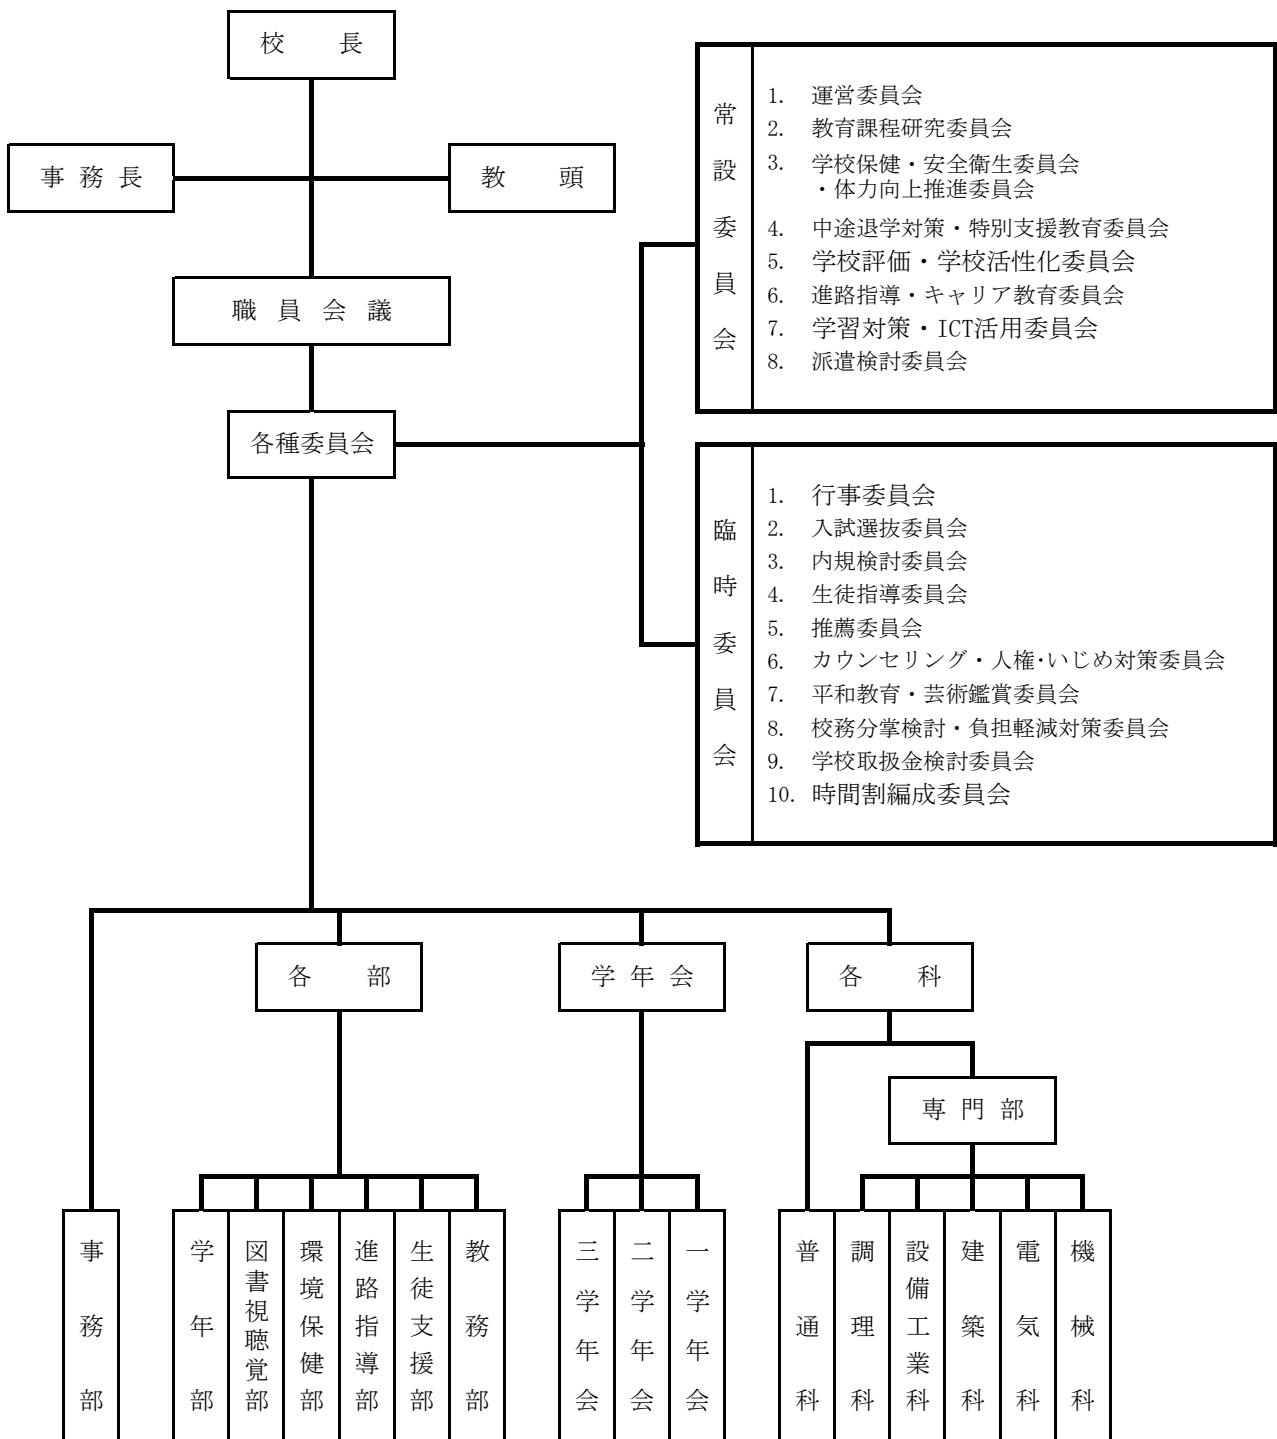 校長
事務長
教頭
職員会議
各種委員会
常設委員会
1. 運営委員会
2. 教育課程研究委員会
3. 学校保健・安全衛生委員会
・体力向上推進委員会
4. 中途退学対策・特別支援教育委員会
5. 学校評価・学校活性化委員会
6. 進路指導・キャリア教育委員会
7. 学習対策・ICT活用委員会
8. 派遣検討委員会
臨時委員会
1. 行事委員会
2. 入試選抜委員会
3. 内規検討委員会
4. 生徒指導委員会
5. 推薦委員会
6. カウンセリング・人権・いじめ対策委員会
7. 平和教育・芸術鑑賞委員会
8. 校務分掌検討・負担軽減対策委員会
9. 学校取扱金検討委員会
10. 時間割編成委員会
各部
学年会
各科
専門部
事務部
学年部
図書視聴覚部
環境保健部
進路指導部
生徒支援部
教務部
三学年会
二学年会
一学年会
普通科
調理科
設備工業科
建築科
電気科
機械科